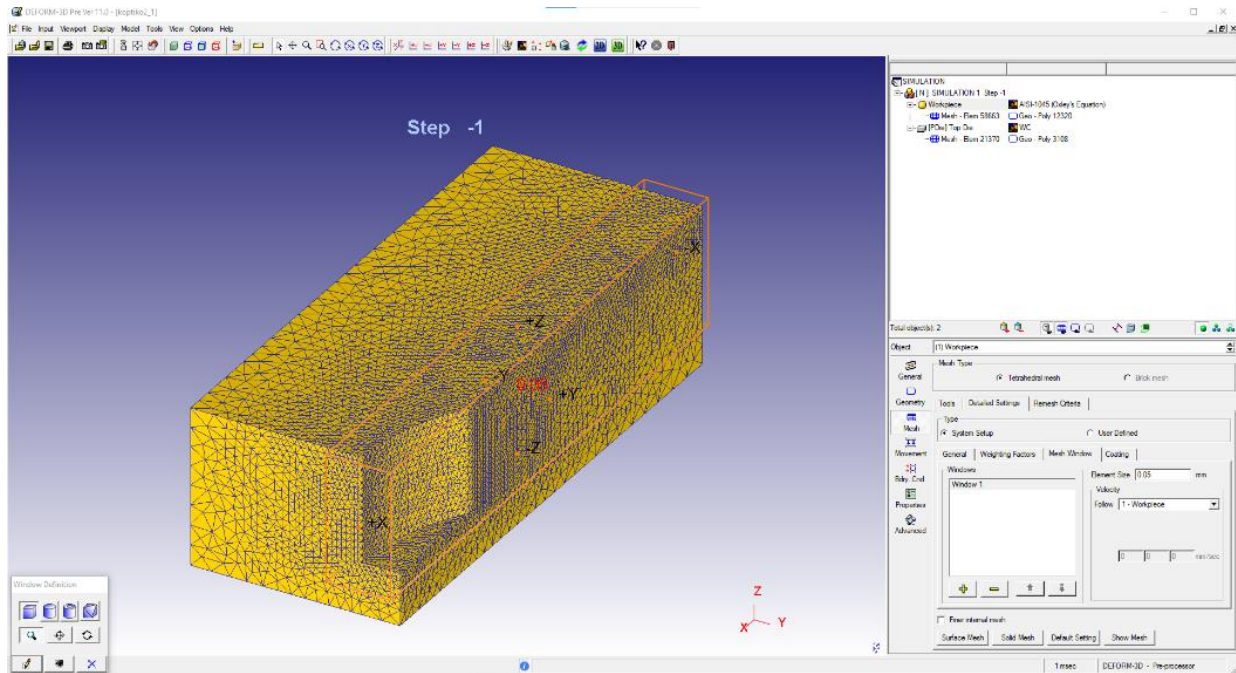 DEFORM-3D Pre Ver 11.0 - [koptiko2_1]
File Input Viewport Display Model Tools View Options Help
Step -1
-X
+Z
Y
+Y
-Z
+X
Z
X Y
Window Definition
SIMULATION
[N] SIMULATION 1 Step -1
Workpiece AISI-1045 (Oxley's Equation)
Mesh - Elem 58663 Geo - Poly 12320
Top Die WC
Mesh - Elem 21370 Geo - Poly 3108
Total object(s): 2
Object (1) Workpiece
General
Geometry
Mesh
Movement
Bdry. Cnd
Properties
Advanced
Mesh Type
Tetrahedral mesh Brick mesh
Tools Detailed Settings Remesh Criteria
Type
System Setup User Defined
General Weighting Factors Mesh Window Coating
Windows
Window 1
Element Size 0.05 mm
Velocity
Follow 1 - Workpiece
0 0 0 mm/sec
Finer internal mesh
Surface Mesh Solid Mesh Default Setting Show Mesh
1 msec DEFORM-3D - Pre-processor